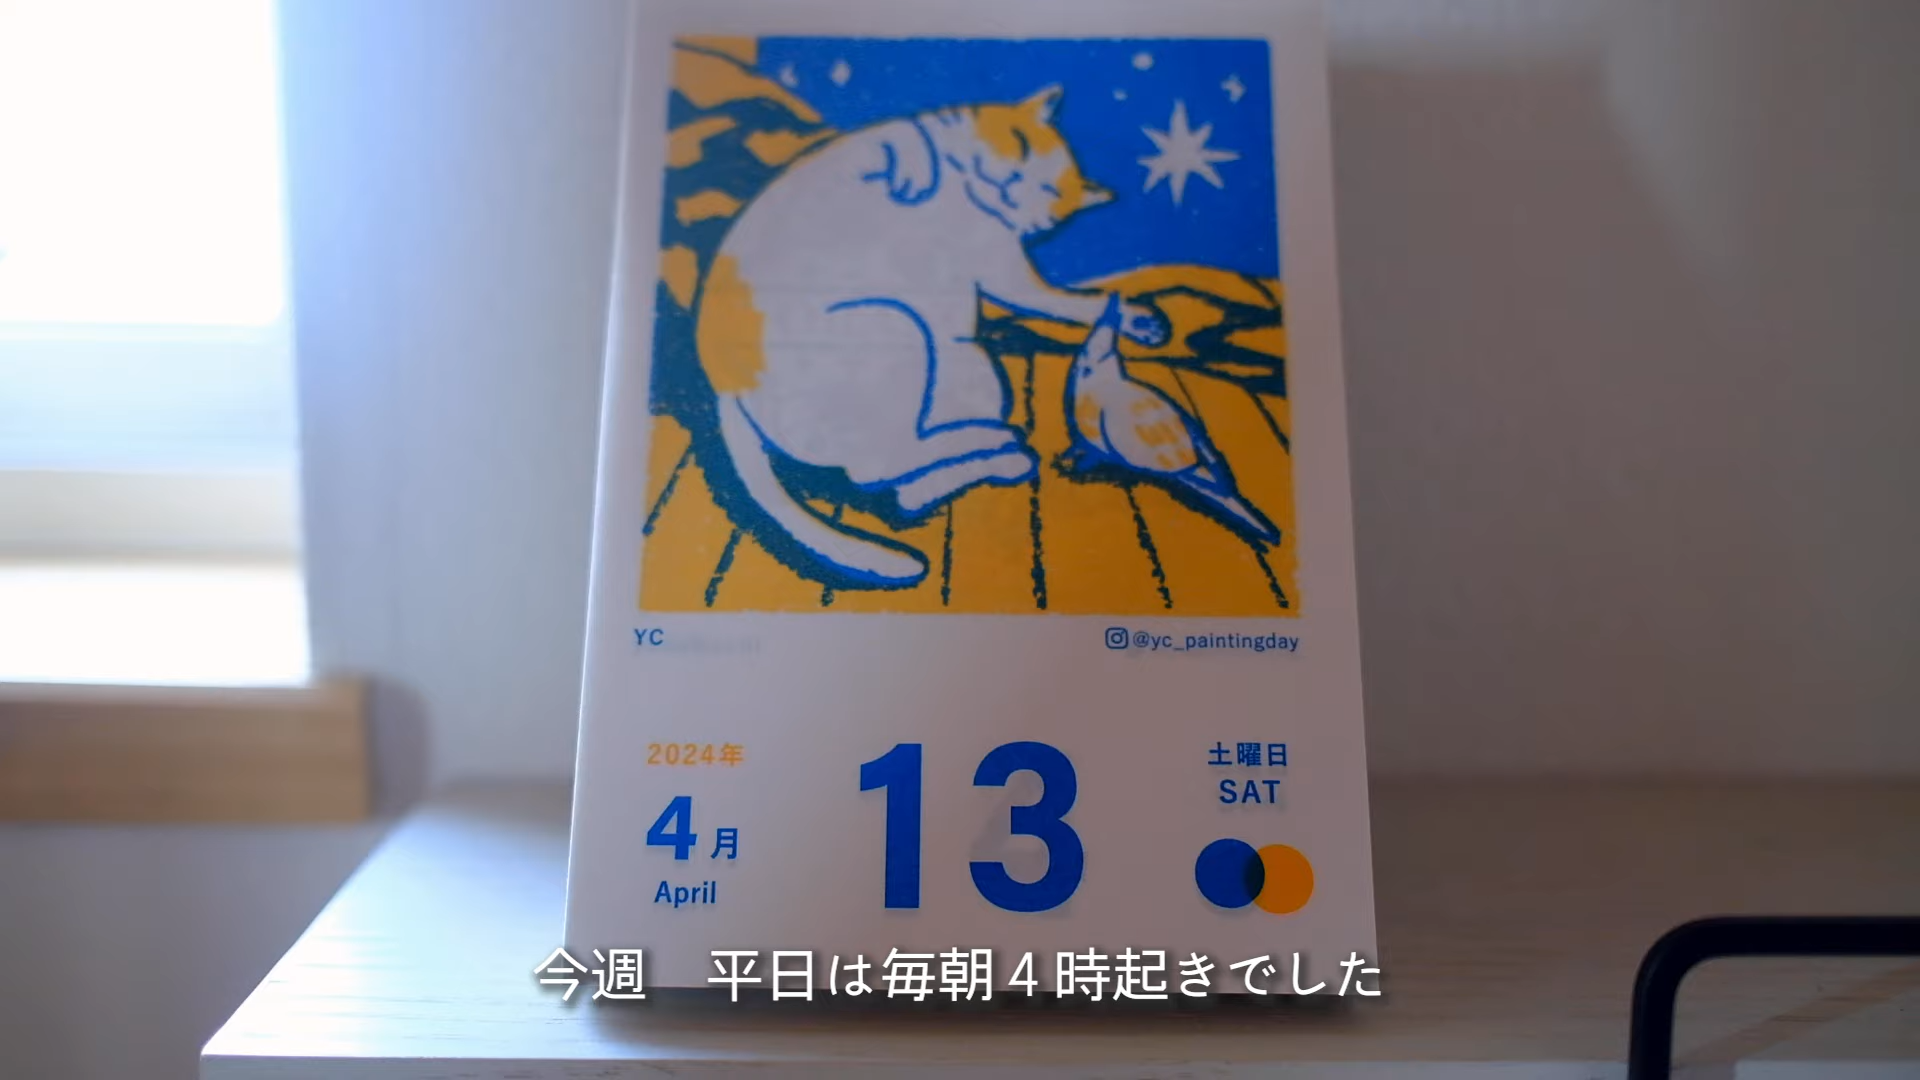 YC
@yc_paintingday
2024年
4月
April
13
土曜日
SAT
今週　平日は毎朝４時起きでした